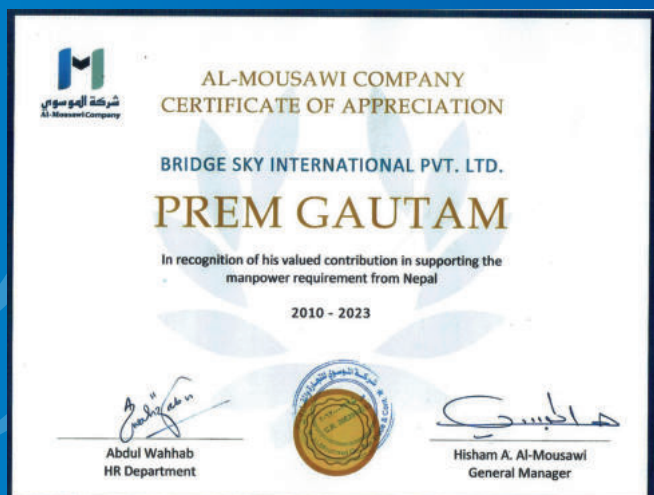 شركة الموسوي
Al-Mousawi Company
AL-MOUSAWI COMPANY
CERTIFICATE OF APPRECIATION
BRIDGE SKY INTERNATIONAL PVT. LTD.
PREM GAUTAM
In recognition of his valued contribution in supporting the
manpower requirement from Nepal
2010 - 2023
Abdul Wahhab
HR Department
Hisham A. Al-Mousawi
General Manager